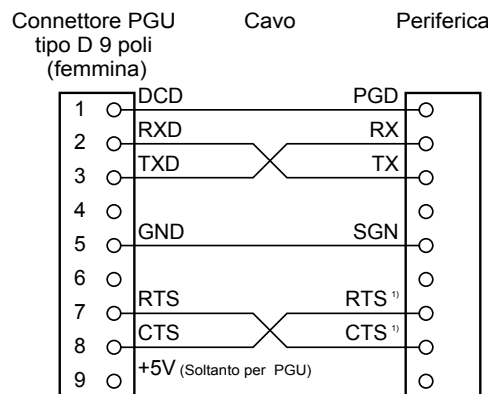 Connettore PGU Cavo Periferica
tipo D 9 poli
(femmina)
1 DCD PGD
2 RXD RX
3 TXD TX
4
5 GND SGN
6
7 RTS RTS 1)
8 CTS CTS 1)
9 +5V (Soltanto per PGU)